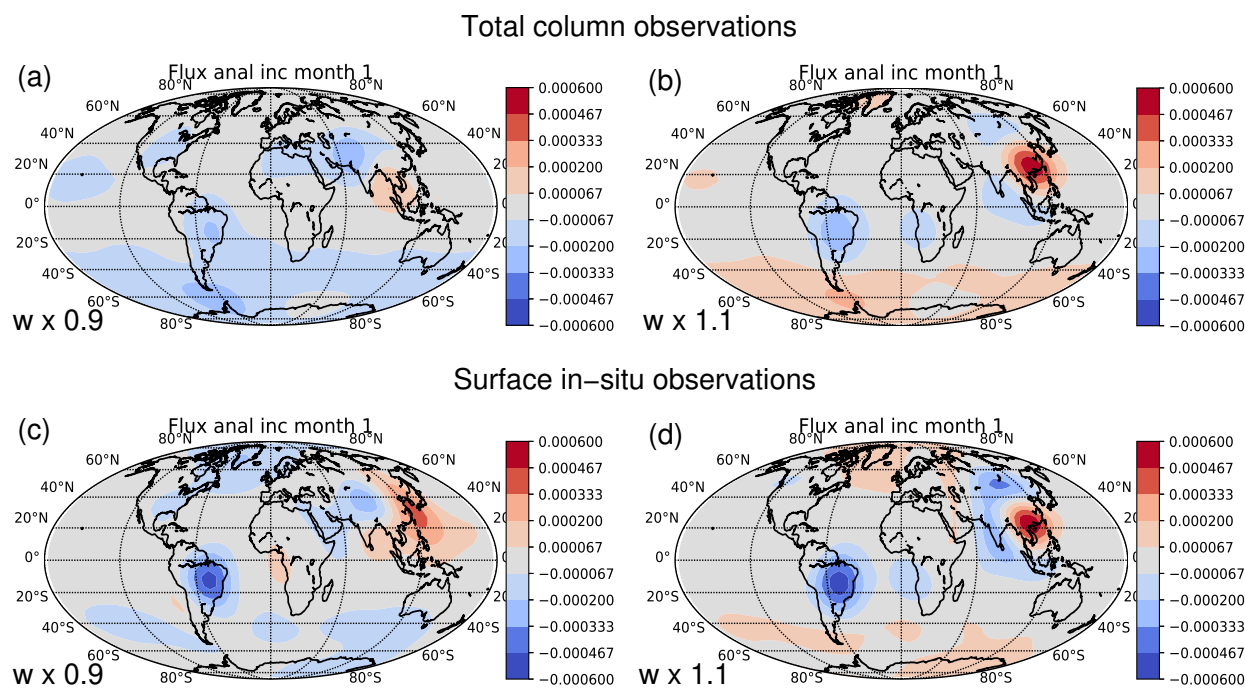 Total column observations
(a)
Flux anal inc month 1
80°N
60°N
60°N
40°N
40°N
20°N
20°N
0°
0°
20°S
20°S
40°S
40°S
60°S
60°S
80°S
80°S
w x 0.9
0.000600
0.000467
0.000333
0.000200
0.000067
−0.000067
−0.000200
−0.000333
−0.000467
−0.000600
(b)
Flux anal inc month 1
80°N
60°N
60°N
40°N
40°N
20°N
20°N
0°
0°
20°S
20°S
40°S
40°S
60°S
60°S
80°S
80°S
w x 1.1
0.000600
0.000467
0.000333
0.000200
0.000067
−0.000067
−0.000200
−0.000333
−0.000467
−0.000600
Surface in−situ observations
(c)
Flux anal inc month 1
80°N
80°N
60°N
60°N
40°N
40°N
20°N
20°N
0°
0°
20°S
20°S
40°S
40°S
60°S
60°S
80°S
80°S
w x 0.9
0.000600
0.000467
0.000333
0.000200
0.000067
−0.000067
−0.000200
−0.000333
−0.000467
−0.000600
(d)
Flux anal inc month 1
80°N
80°N
60°N
60°N
40°N
40°N
20°N
20°N
0°
0°
20°S
20°S
40°S
40°S
60°S
60°S
80°S
80°S
w x 1.1
0.000600
0.000467
0.000333
0.000200
0.000067
−0.000067
−0.000200
−0.000333
−0.000467
−0.000600